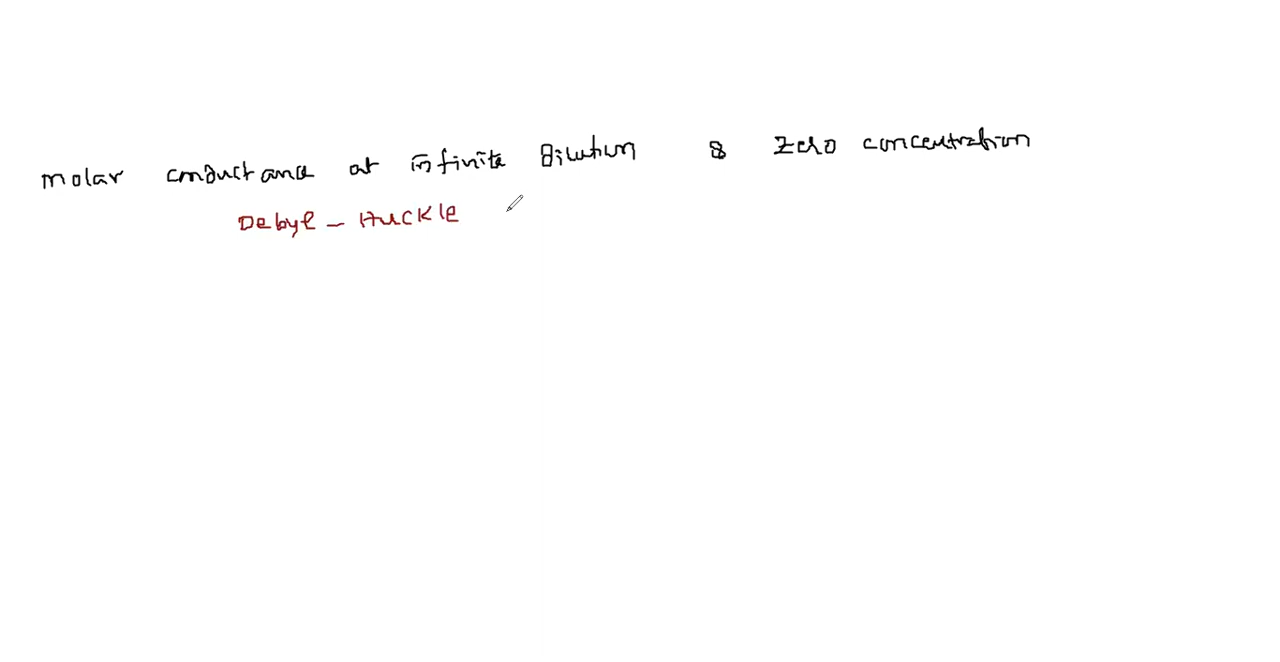 Molar conductance at infinite Dilution & zero concentration
Debye - Huckle